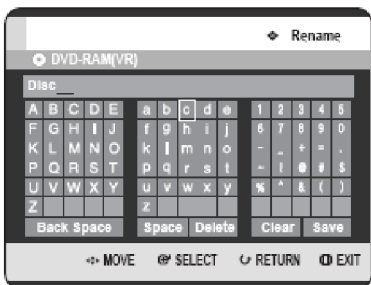 Rename
DVD-RAM(VR)
Disc__
A B C D E a b c d e 1 2 3 4 5
F G H I J f g h i j 6 7 8 9 0
K L M N O k l m n o - _ + = .
P Q R S T p q r s t ~ ! @ # $
U V W X Y u v w x y % ^ & ( )
Z z
Back Space Space Delete Clear Save
MOVE SELECT RETURN EXIT